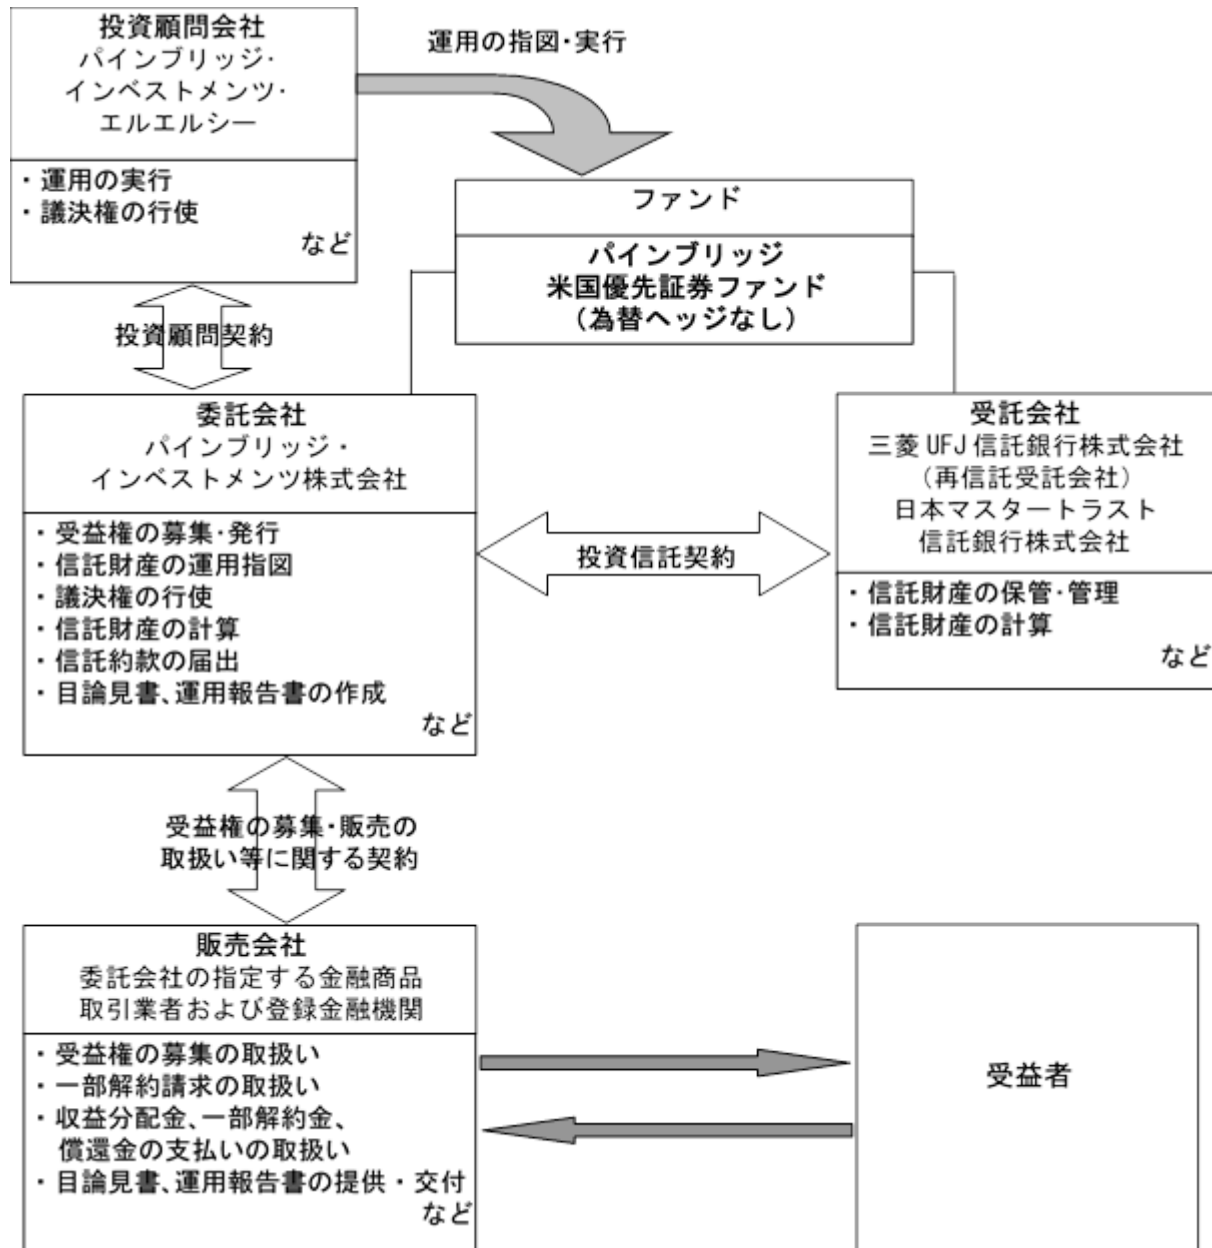 投資顧問会社
パインブリッジ・
インベストメンツ・
エルエルシー
・運用の実行
・議決権の行使
など
運用の指図・実行
ファンド
パインブリッジ
米国優先証券ファンド
（為替ヘッジなし）
投資顧問契約
委託会社
パインブリッジ・
インベストメンツ株式会社
・受益権の募集・発行
・信託財産の運用指図
・議決権の行使
・信託財産の計算
・信託約款の届出
・目論見書、運用報告書の作成
など
投資信託契約
受託会社
三菱UFJ信託銀行株式会社
（再信託受託会社）
日本マスタートラスト
信託銀行株式会社
・信託財産の保管・管理
・信託財産の計算
など
受益権の募集・販売の
取扱い等に関する契約
販売会社
委託会社の指定する金融商品
取引業者および登録金融機関
・受益権の募集の取扱い
・一部解約請求の取扱い
・収益分配金、一部解約金、
償還金の支払いの取扱い
・目論見書、運用報告書の提供・交付
など
受益者